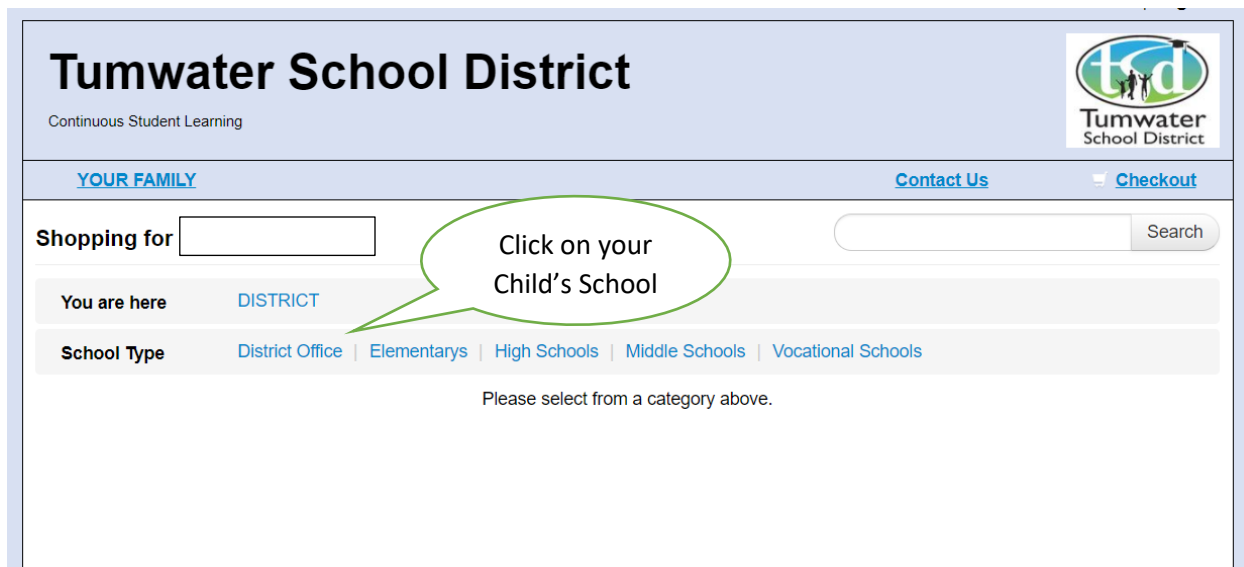 Tumwater School District
Continuous Student Learning
tsd
Tumwater
School District
YOUR FAMILY
Contact Us
Checkout
Shopping for
Search
Click on your
Child’s School
You are here
DISTRICT
School Type
District Office | Elementarys | High Schools | Middle Schools | Vocational Schools
Please select from a category above.